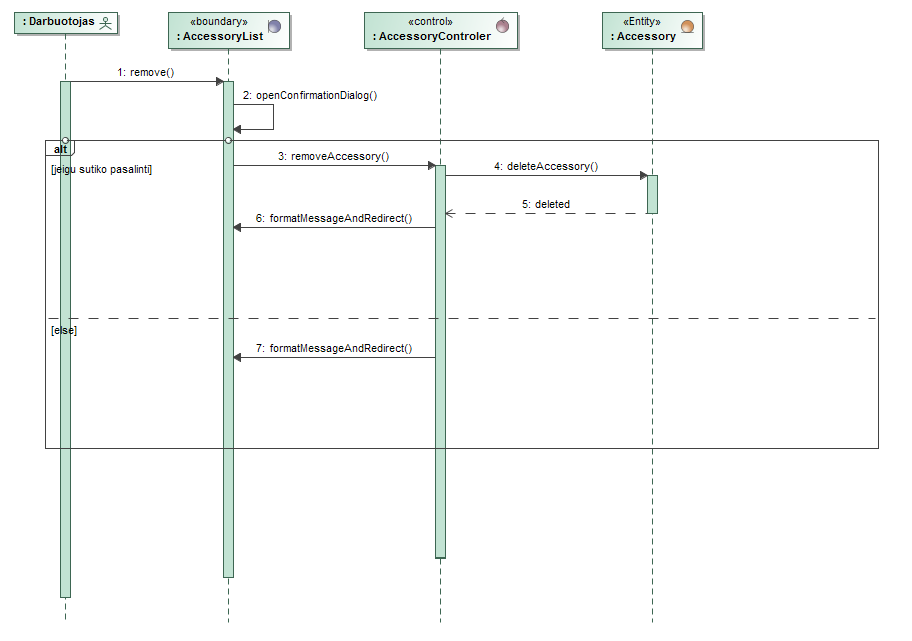 : Darbuotojas
«boundary»
: AccessoryList
«control»
: AccessoryControler
«Entity»
: Accessory
1: remove()
2: openConfirmationDialog()
alt
[jeigu sutiko pasalinti]
3: removeAccessory()
4: deleteAccessory()
5: deleted
6: formatMessageAndRedirect()
[else]
7: formatMessageAndRedirect()